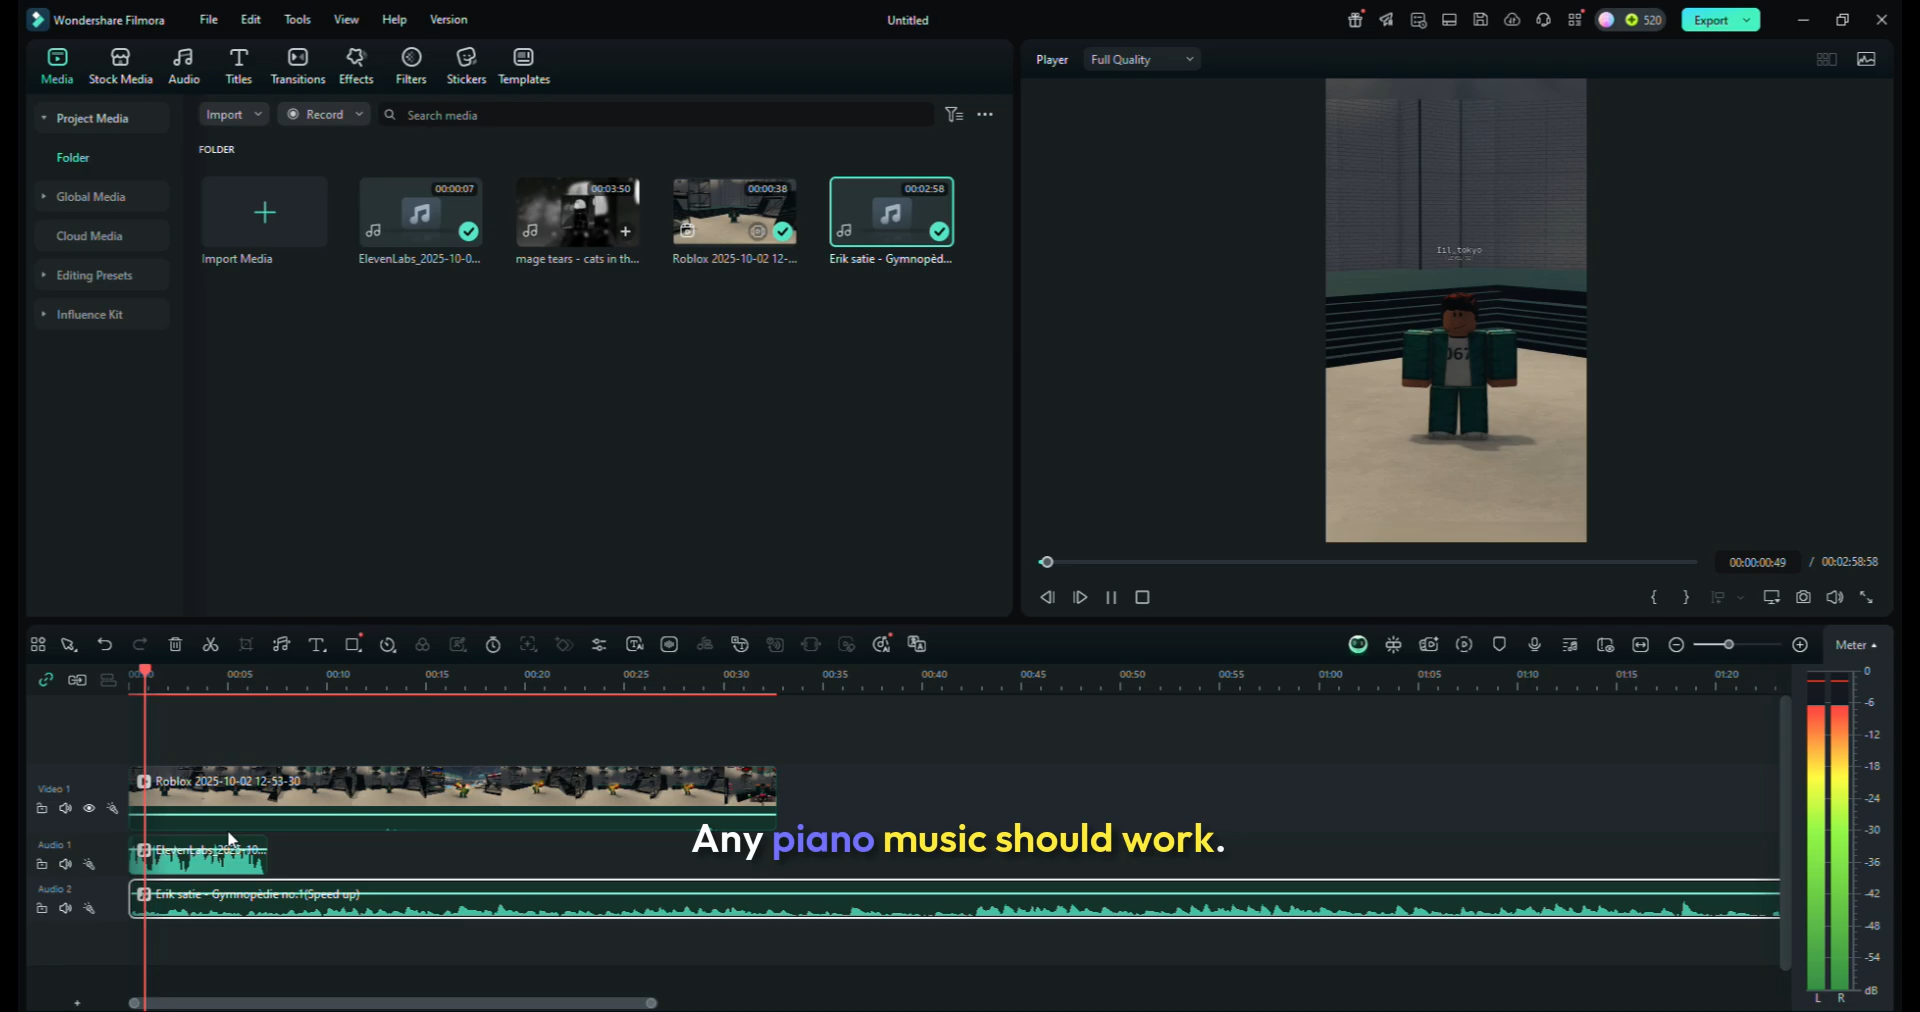 Wondershare Filmora File Edit Tools View Help Version Untitled 520 Export
Media Stock Media Audio Titles Transitions Effects Filters Stickers Templates
Player Full Quality
Project Media
Folder
Global Media
Cloud Media
Editing Presets
Influence Kit
Import Record Search media
FOLDER
00:00:07 00:03:50 00:00:38 00:02:58
Import Media ElevenLabs_2025-10-0... mage tears - cats in th... Roblox 2025-10-02 12-... Erik satie - Gymnopèd...
Iil_tokyo
067
00:00:00:49 / 00:02:58:58
Meter
00:05 00:10 00:15 00:20 00:25 00:30 00:35 00:40 00:45 00:50 00:55 01:00 01:05 01:10 01:15 01:20
Video 1
Roblox 2025-10-02 12-53-30
Audio 1
ElevenLabs_2025-10...
Audio 2
Erik satie - Gymnopèdie no.1(Speed up)
Any piano music should work.
0
-6
-12
-18
-24
-30
-36
-42
-48
-54
dB
L R